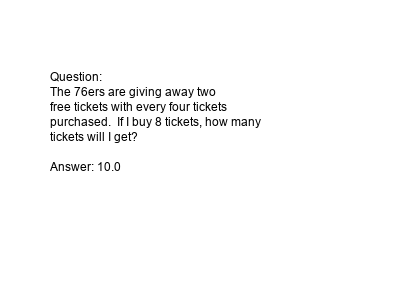 Question:
The 76ers are giving away two
free tickets with every four tickets
purchased.  If I buy 8 tickets, how many
tickets will I get?
Answer: 10.0